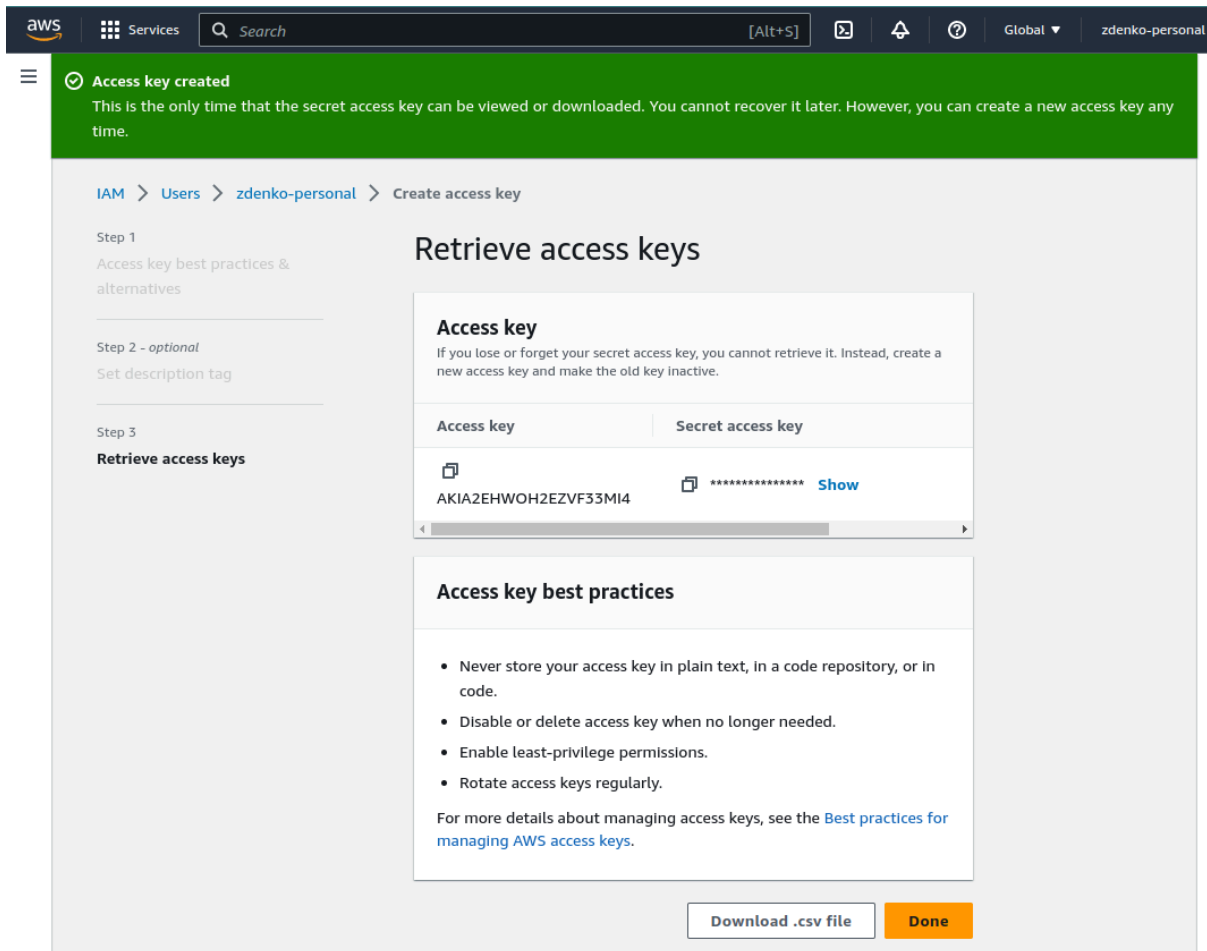 aws
Services
Search
[Alt+S]
Global
zdenko-personal
Access key created
This is the only time that the secret access key can be viewed or downloaded. You cannot recover it later. However, you can create a new access key any
time.
IAM
Users
zdenko-personal
Create access key
Step 1
Access key best practices &
alternatives
Step 2 - optional
Set description tag
Step 3
Retrieve access keys
Retrieve access keys
Access key
If you lose or forget your secret access key, you cannot retrieve it. Instead, create a
new access key and make the old key inactive.
Access key
Secret access key
AKIA2EHWOH2EZVF33MI4
*************** Show
Access key best practices
• Never store your access key in plain text, in a code repository, or in
code.
• Disable or delete access key when no longer needed.
• Enable least-privilege permissions.
• Rotate access keys regularly.
For more details about managing access keys, see the Best practices for
managing AWS access keys.
Download .csv file
Done